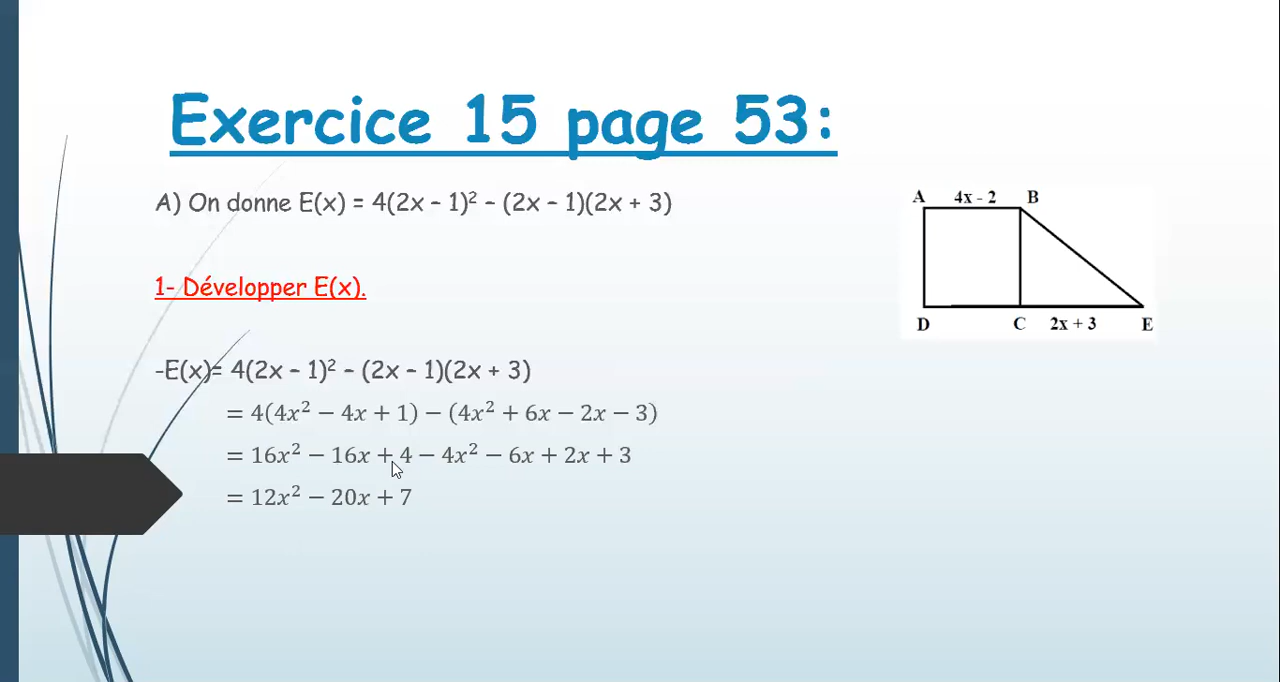 Exercice 15 page 53:
A) On donne E(x) = 4(2x – 1)² – (2x – 1)(2x + 3)
A 4x - 2 B
1- Développer E(x).
D C 2x + 3 E
-E(x)= 4(2x – 1)² – (2x – 1)(2x + 3)
= 4(4x² − 4x + 1) − (4x² + 6x − 2x − 3)
= 16x² − 16x + 4 − 4x² − 6x + 2x + 3
= 12x² − 20x + 7